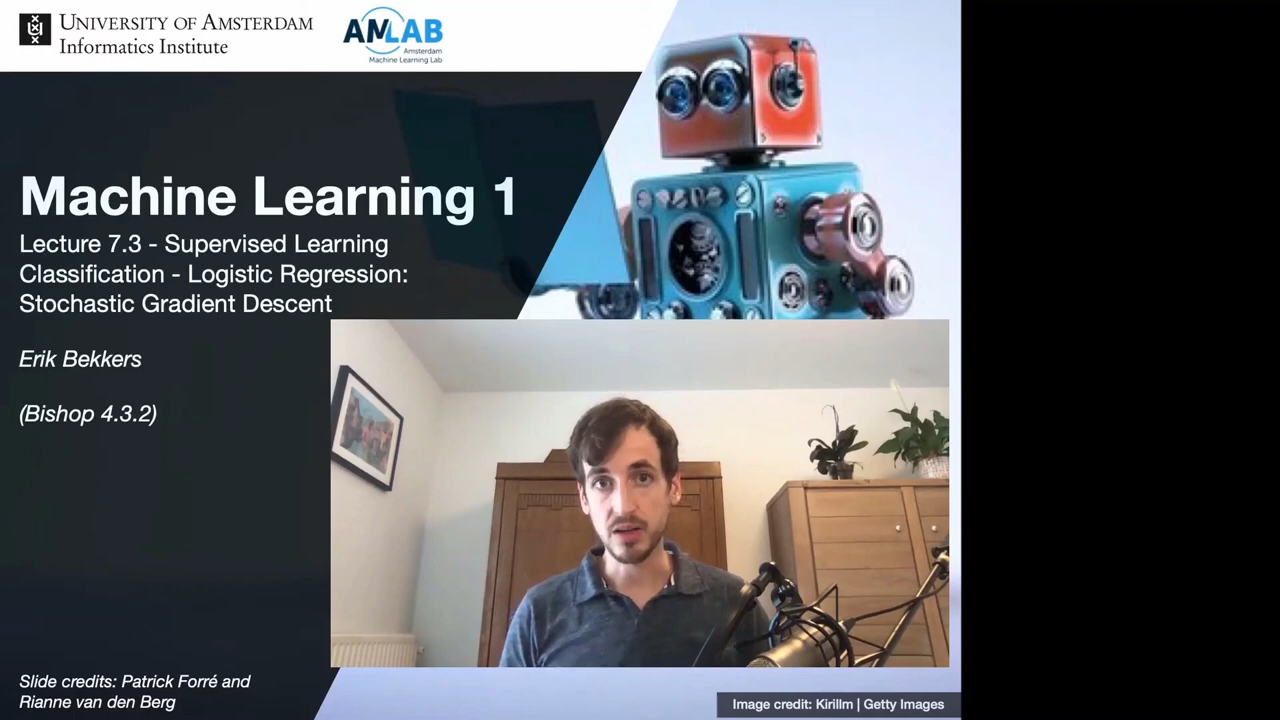 UNIVERSITY OF AMSTERDAM
Informatics Institute
AMLAB
Amsterdam
Machine Learning Lab
Machine Learning 1
Lecture 7.3 - Supervised Learning
Classification - Logistic Regression:
Stochastic Gradient Descent
Erik Bekkers
(Bishop 4.3.2)
Slide credits: Patrick Forré and
Rianne van den Berg
Image credit: Kirillm | Getty Images